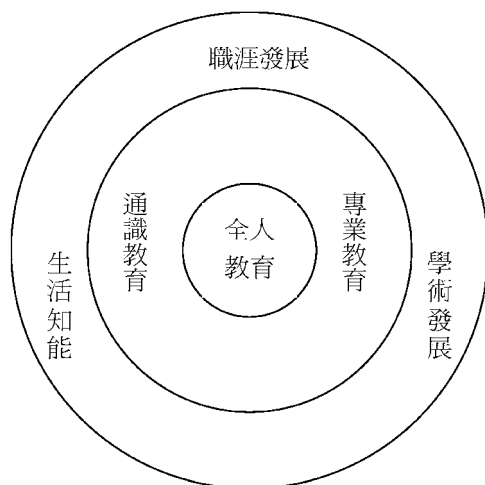 職涯發展
通識教育
全人
教育
專業教育
生活知能
學術發展